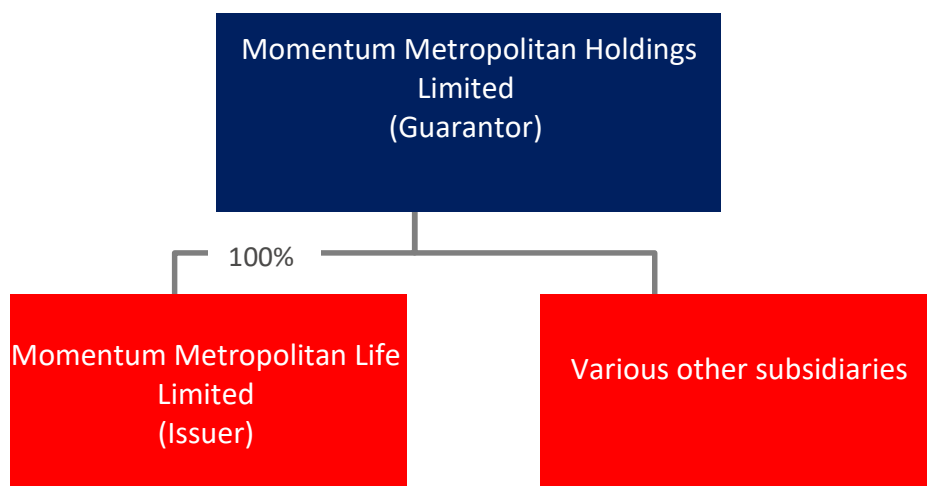 Momentum Metropolitan Holdings
Limited
(Guarantor)
100%
Momentum Metropolitan Life
Limited
(Issuer)
Various other subsidiaries